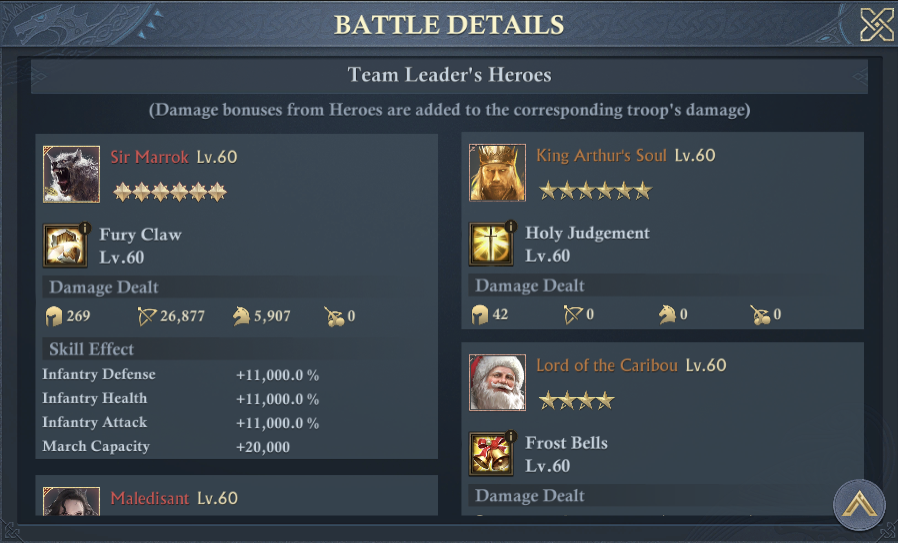 BATTLE DETAILS
Team Leader's Heroes
(Damage bonuses from Heroes are added to the corresponding troop's damage)
Sir Marrok Lv.60
Fury Claw
Lv.60
Damage Dealt
269 26,877 5,907 0
Skill Effect
Infantry Defense +11,000.0 %
Infantry Health +11,000.0 %
Infantry Attack +11,000.0 %
March Capacity +20,000
Maledisant Lv.60
King Arthur's Soul Lv.60
Holy Judgement
Lv.60
Damage Dealt
42 0 0 0
Lord of the Caribou Lv.60
Frost Bells
Lv.60
Damage Dealt